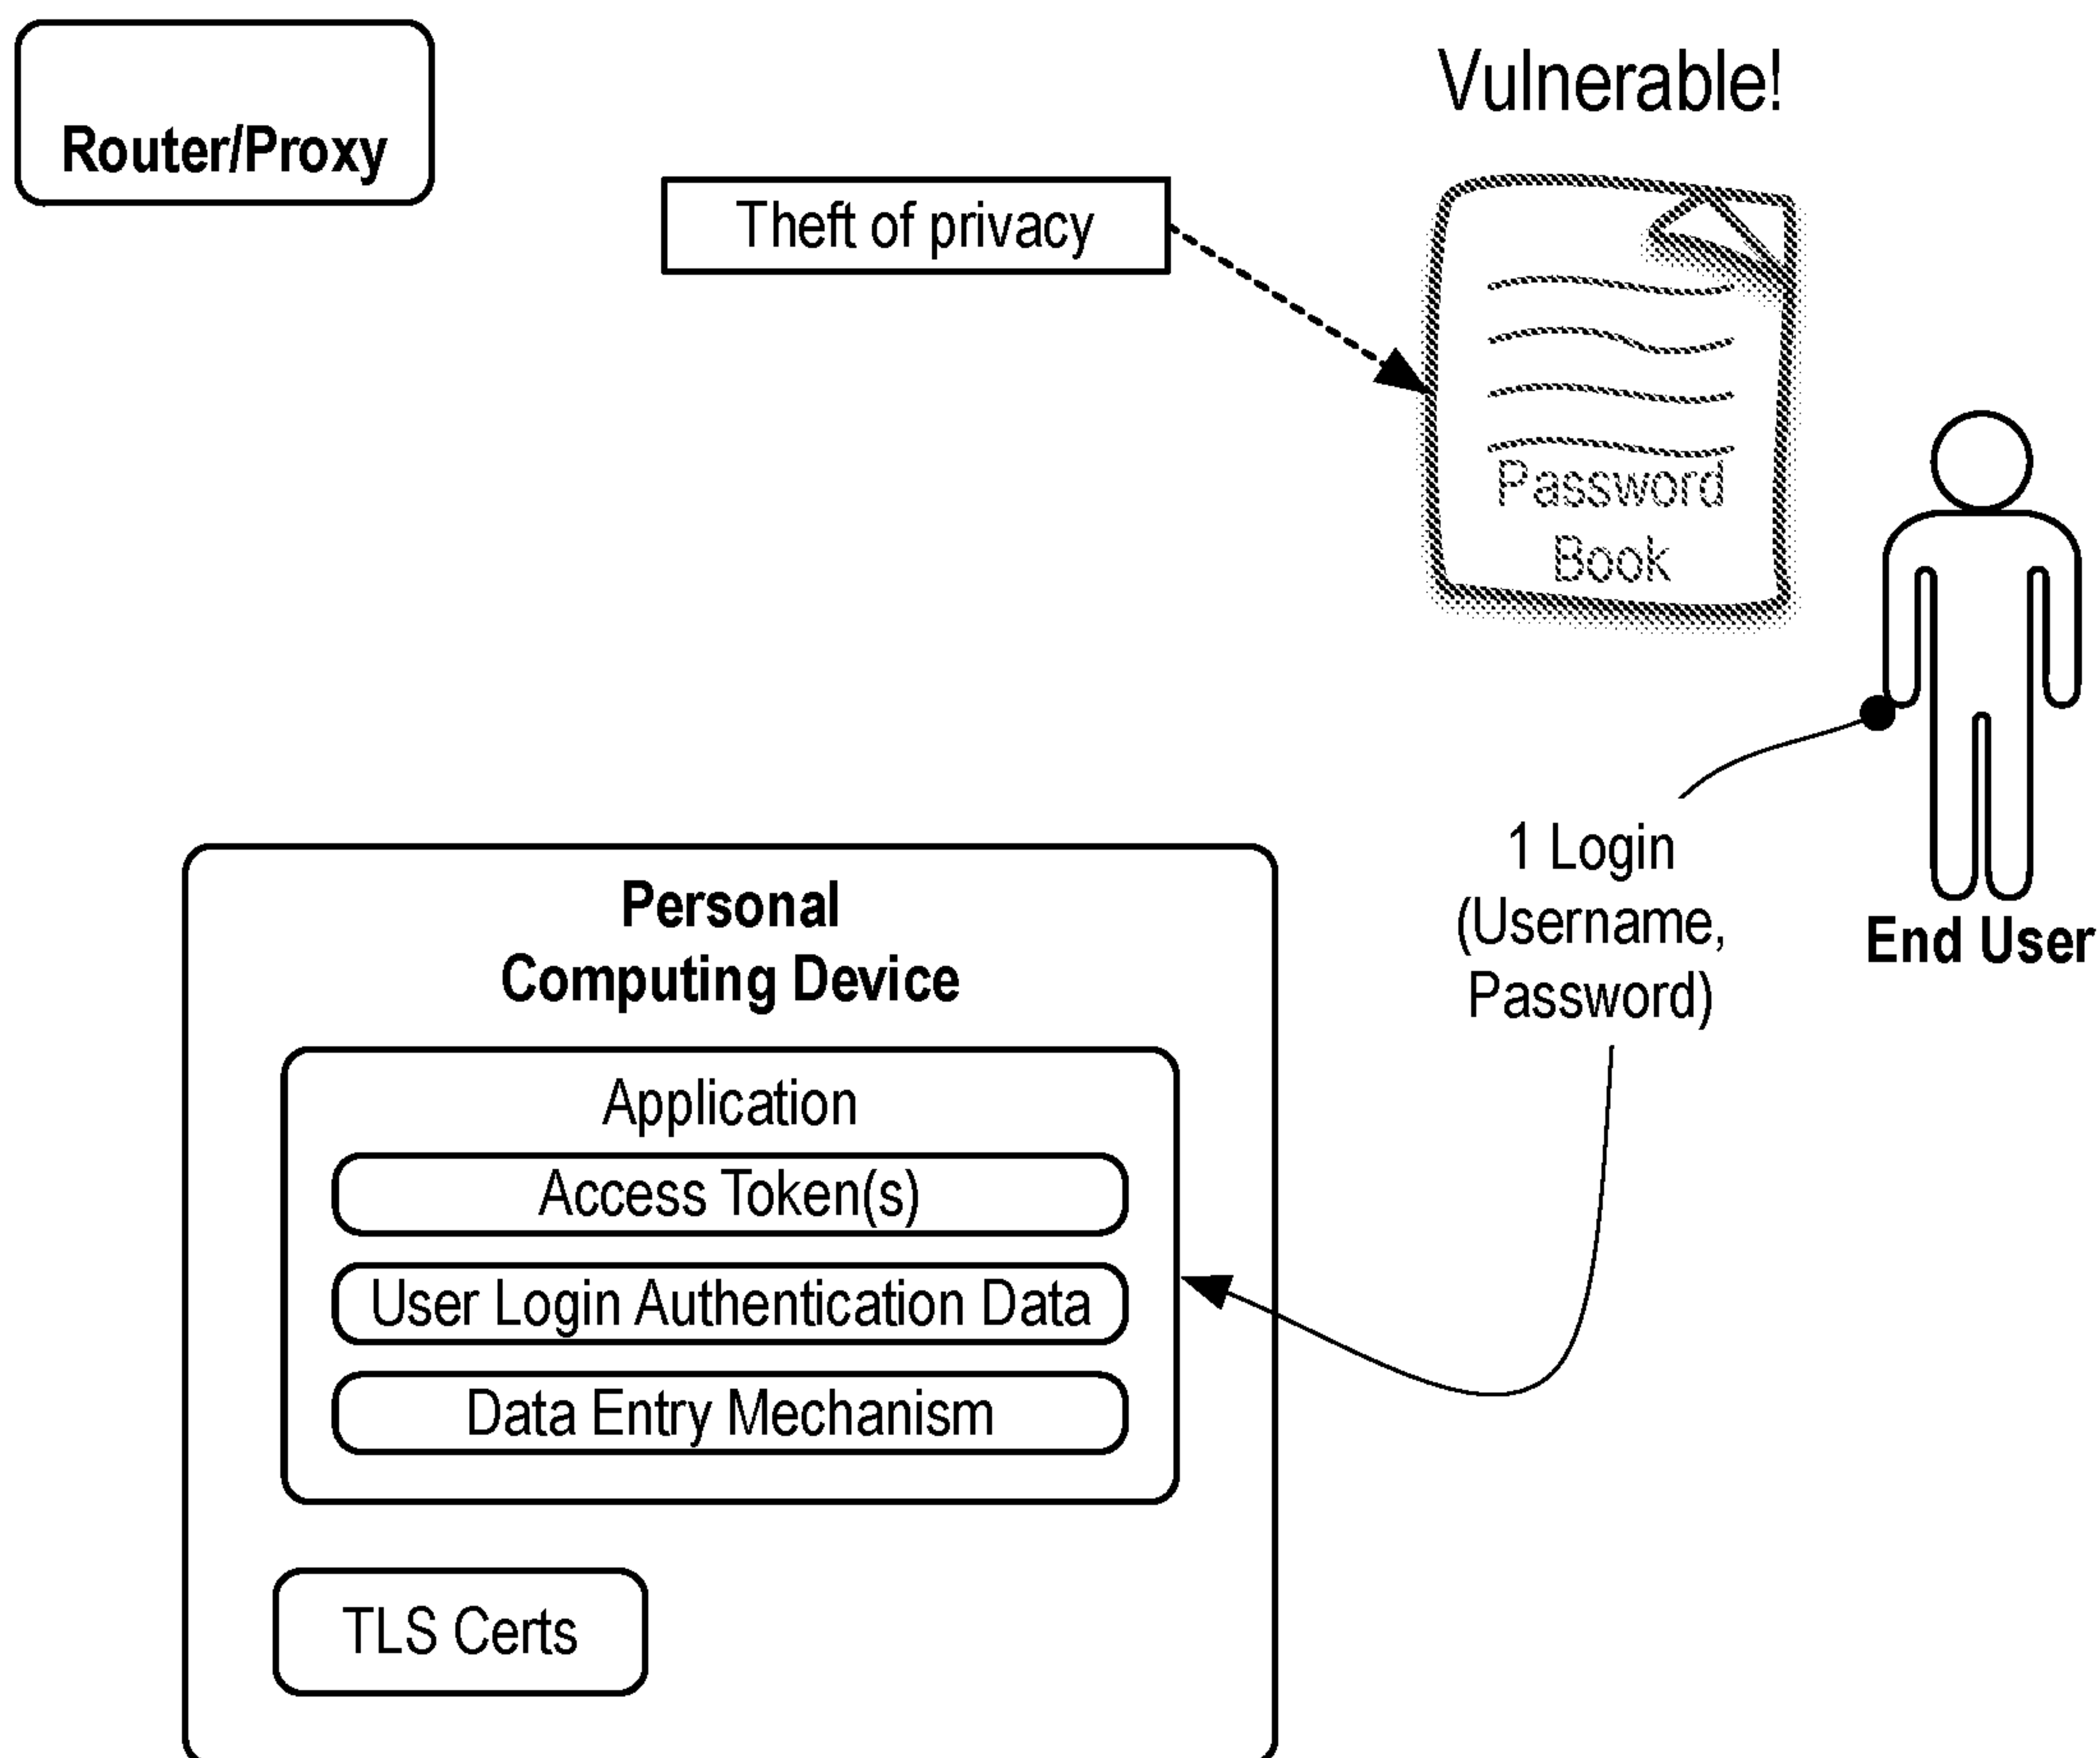 Router/Proxy
Vulnerable!
Theft of privacy
Password
Book
1 Login
(Username,
Password)
End User
Personal
Computing Device
Application
Access Token(s)
User Login Authentication Data
Data Entry Mechanism
TLS Certs